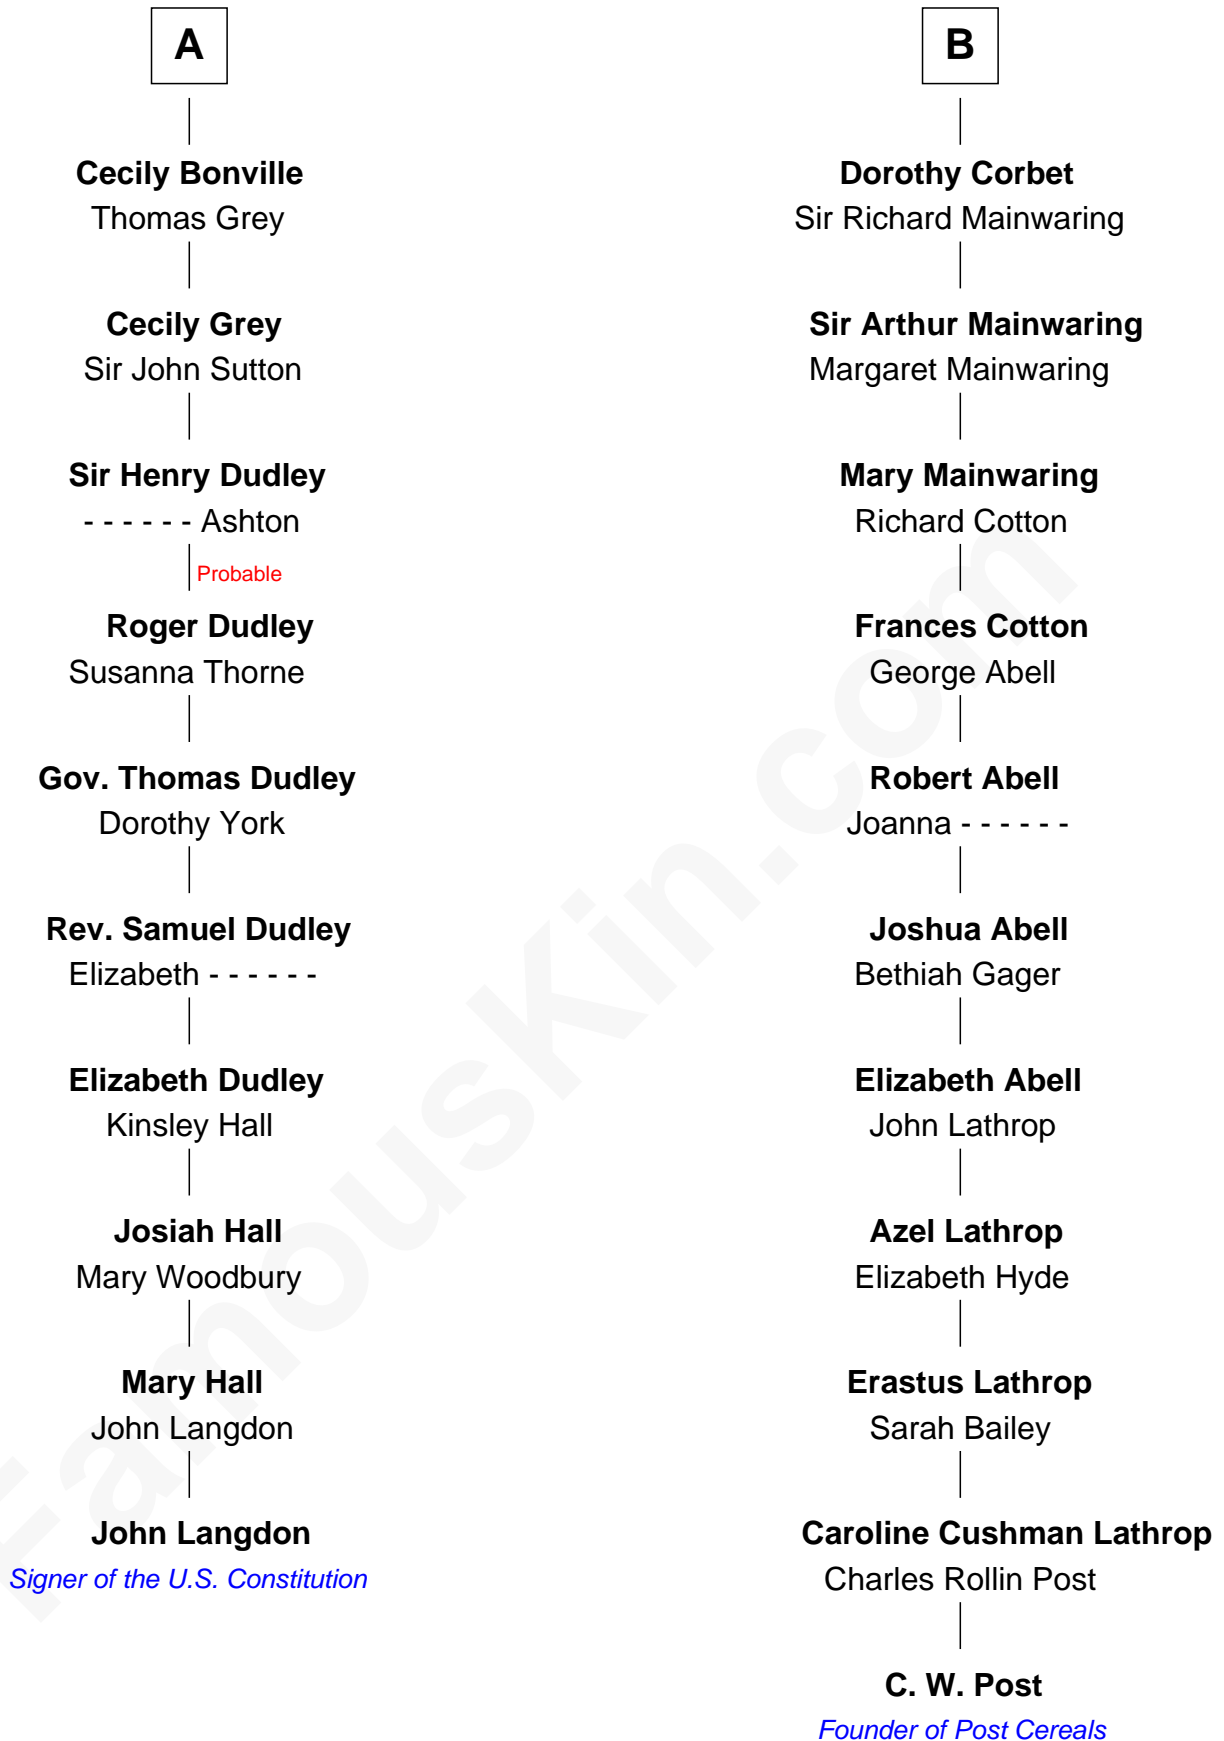 A
Cecily Bonville
Thomas Grey
Cecily Grey
Sir John Sutton
Sir Henry Dudley
- - - - - - Ashton
Probable
Roger Dudley
Susanna Thorne
Gov. Thomas Dudley
Dorothy York
Rev. Samuel Dudley
Elizabeth - - - - - -
Elizabeth Dudley
Kinsley Hall
Josiah Hall
Mary Woodbury
Mary Hall
John Langdon
John Langdon
Signer of the U.S. Constitution
B
Dorothy Corbet
Sir Richard Mainwaring
Sir Arthur Mainwaring
Margaret Mainwaring
Mary Mainwaring
Richard Cotton
Frances Cotton
George Abell
Robert Abell
Joanna - - - - - -
Joshua Abell
Bethiah Gager
Elizabeth Abell
John Lathrop
Azel Lathrop
Elizabeth Hyde
Erastus Lathrop
Sarah Bailey
Caroline Cushman Lathrop
Charles Rollin Post
C. W. Post
Founder of Post Cereals
FamousKin.com